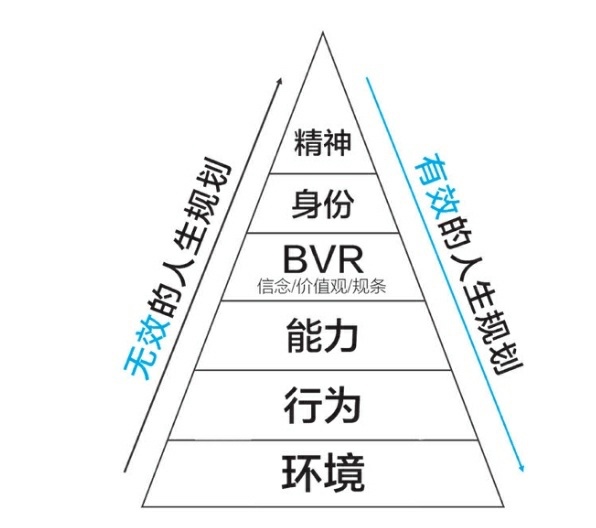 精神
身份
BVR
信念/价值观/规条
能力
行为
环境
无效的人生规划
有效的人生规划